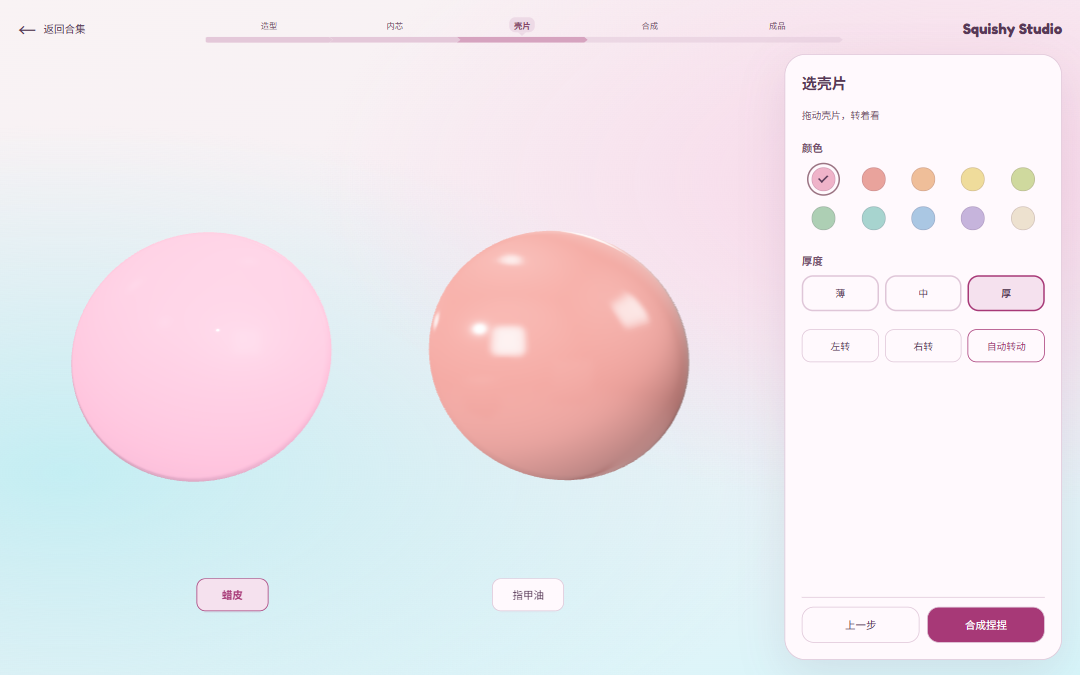 返回合集
造型
内芯
壳片
合成
成品
Squishy Studio
选壳片
拖动壳片，转着看
颜色
厚度
薄
中
厚
左转
右转
自动转动
蜡皮
指甲油
上一步
合成捏捏